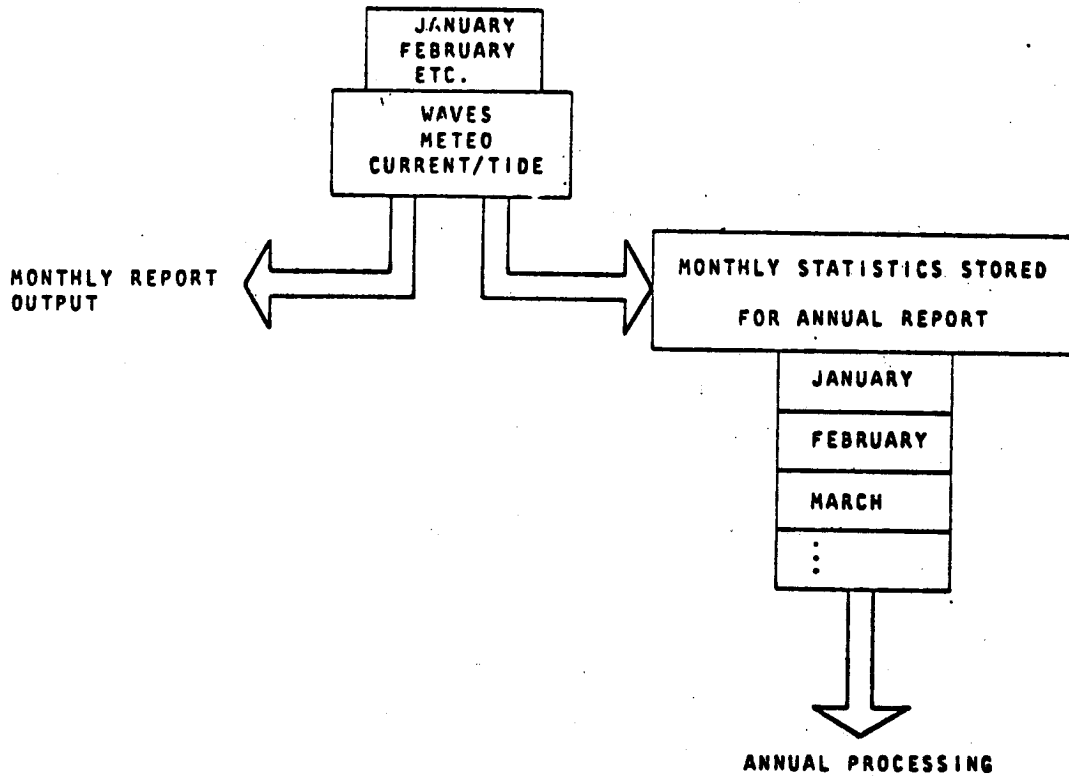 JANUARY
FEBRUARY
ETC.
WAVES
METEO
CURRENT/TIDE
MONTHLY REPORT
OUTPUT
MONTHLY STATISTICS STORED
FOR ANNUAL REPORT
JANUARY
FEBRUARY
MARCH
⋮
ANNUAL PROCESSING